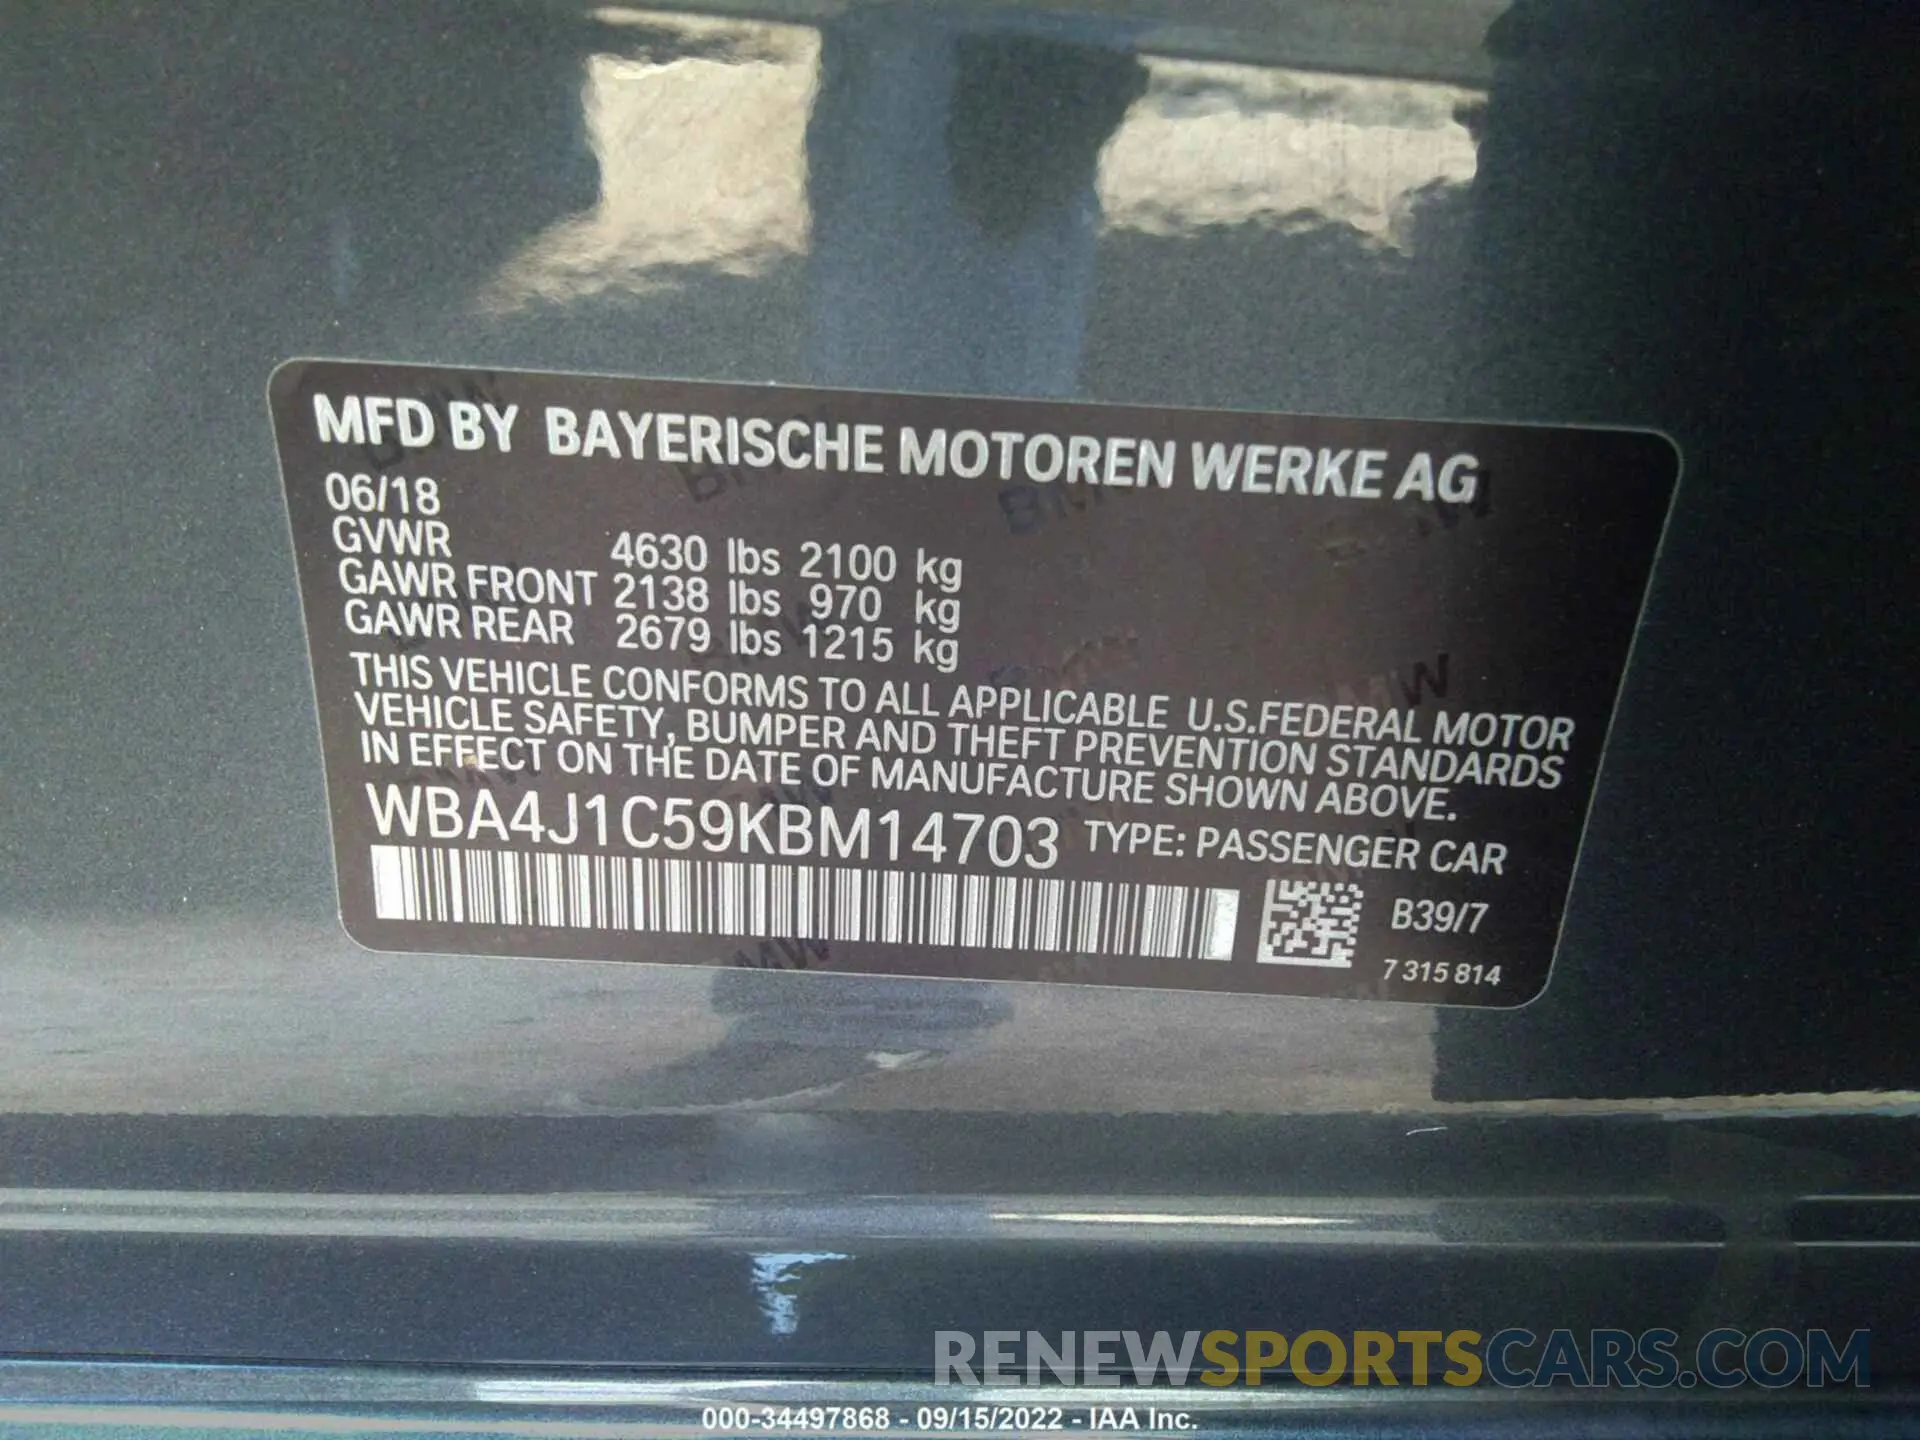 MFD BY BAYERISCHE MOTOREN WERKE AG
06/18
GVWR 4630 lbs 2100 kg
GAWR FRONT 2138 lbs 970 kg
GAWR REAR 2679 lbs 1215 kg
THIS VEHICLE CONFORMS TO ALL APPLICABLE U.S.FEDERAL MOTOR
VEHICLE SAFETY, BUMPER AND THEFT PREVENTION STANDARDS
IN EFFECT ON THE DATE OF MANUFACTURE SHOWN ABOVE.
WBA4J1C59KBM14703 TYPE: PASSENGER CAR
B39/7
7 315 814
RENEWSPORTSCARS.COM
000-34497868 - 09/15/2022 - IAA Inc.